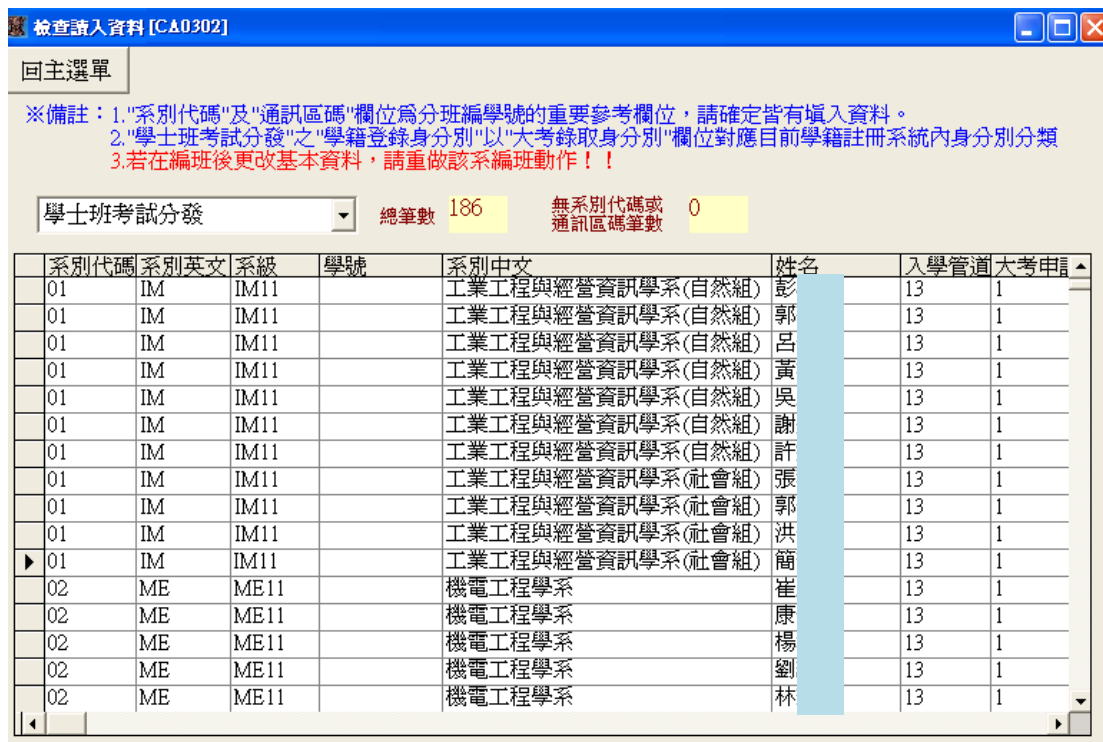 檢查讀入資料 [CA0302]
回主選單
※備註：1."系別代碼"及"通訊區碼"欄位為分班編學號的重要參考欄位，請確定皆有填入資料。
2."學士班考試分發"之"學籍登錄身分別"以"大考錄取身分別"欄位對應目前學籍註冊系統內身分別分類
3.若在編班後更改基本資料，請重做該系編班動作！！
學士班考試分發 總筆數 186 無系別代碼或通訊區碼筆數 0
系別代碼 系別英文 系級 學號 系別中文 姓名 入學管道 大考申請
01 IM IM11 工業工程與經營資訊學系(自然組) 彭 13 1
01 IM IM11 工業工程與經營資訊學系(自然組) 郭 13 1
01 IM IM11 工業工程與經營資訊學系(自然組) 呂 13 1
01 IM IM11 工業工程與經營資訊學系(自然組) 黃 13 1
01 IM IM11 工業工程與經營資訊學系(自然組) 吳 13 1
01 IM IM11 工業工程與經營資訊學系(自然組) 謝 13 1
01 IM IM11 工業工程與經營資訊學系(自然組) 許 13 1
01 IM IM11 工業工程與經營資訊學系(社會組) 張 13 1
01 IM IM11 工業工程與經營資訊學系(社會組) 郭 13 1
01 IM IM11 工業工程與經營資訊學系(社會組) 洪 13 1
01 IM IM11 工業工程與經營資訊學系(社會組) 簡 13 1
02 ME ME11 機電工程學系 崔 13 1
02 ME ME11 機電工程學系 康 13 1
02 ME ME11 機電工程學系 楊 13 1
02 ME ME11 機電工程學系 劉 13 1
02 ME ME11 機電工程學系 林 13 1